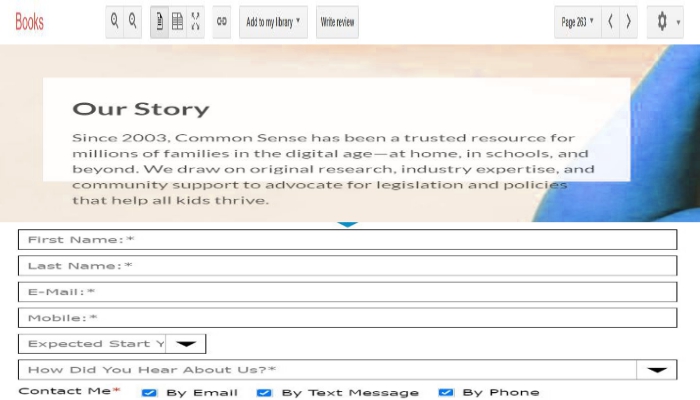 Books
Add to my library
Write review
Page 263
Our Story
Since 2003, Common Sense has been a trusted resource for
millions of families in the digital age—at home, in schools, and
beyond. We draw on original research, industry expertise, and
community support to advocate for legislation and policies
that help all kids thrive.
First Name:*
Last Name:*
E-Mail:*
Mobile:*
Expected Start Y
How Did You Hear About Us?*
Contact Me* By Email By Text Message By Phone